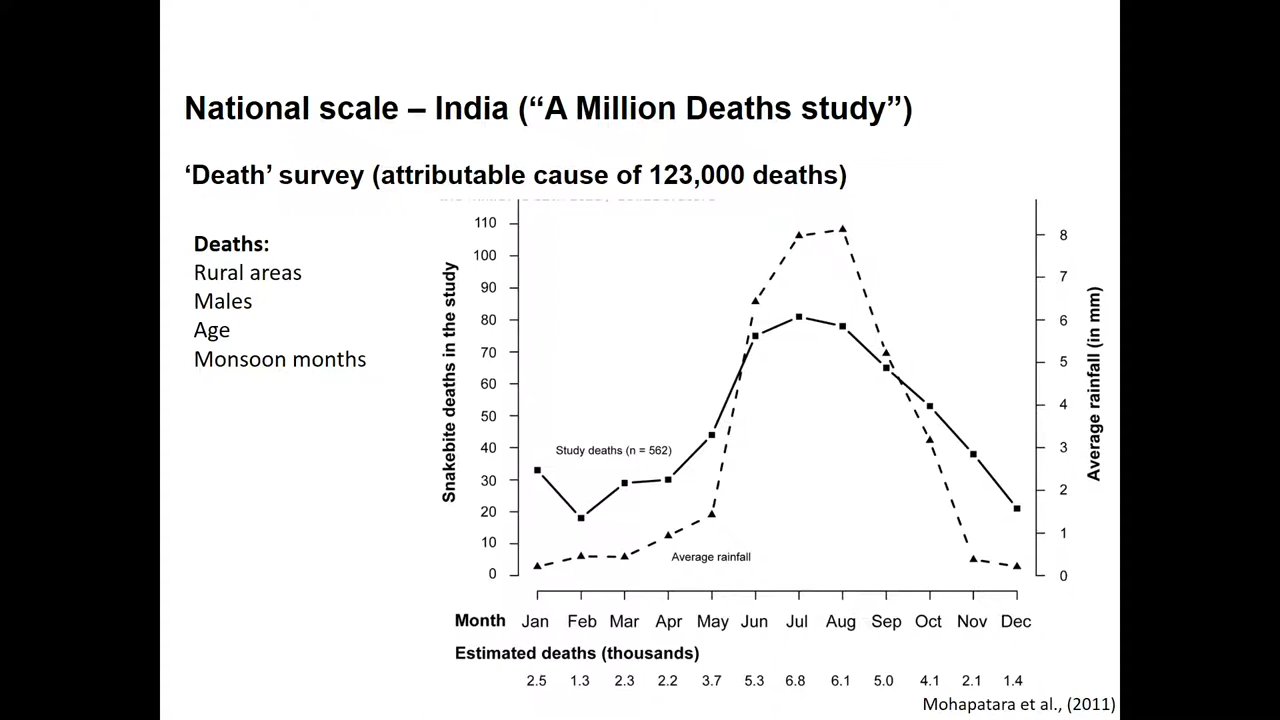 National scale – India (“A Million Deaths study”)
‘Death’ survey (attributable cause of 123,000 deaths)
Deaths:
Rural areas
Males
Age
Monsoon months
Snakebite deaths in the study
110
100
90
80
70
60
50
40
30
20
10
0
Study deaths (n = 562)
Average rainfall
8
7
6
5
4
3
2
1
0
Average rainfall (in mm)
Month Jan Feb Mar Apr May Jun Jul Aug Sep Oct Nov Dec
Estimated deaths (thousands)
2.5 1.3 2.3 2.2 3.7 5.3 6.8 6.1 5.0 4.1 2.1 1.4
Mohapatara et al., (2011)